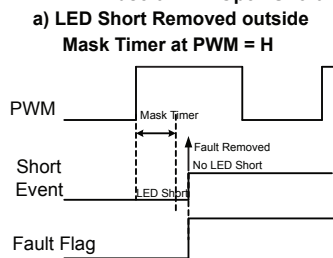 a) LED Short Removed outside
Mask Timer at PWM = H
PWM
Mask Timer
Fault Removed
Short
Event
No LED Short
LED Short
Fault Flag